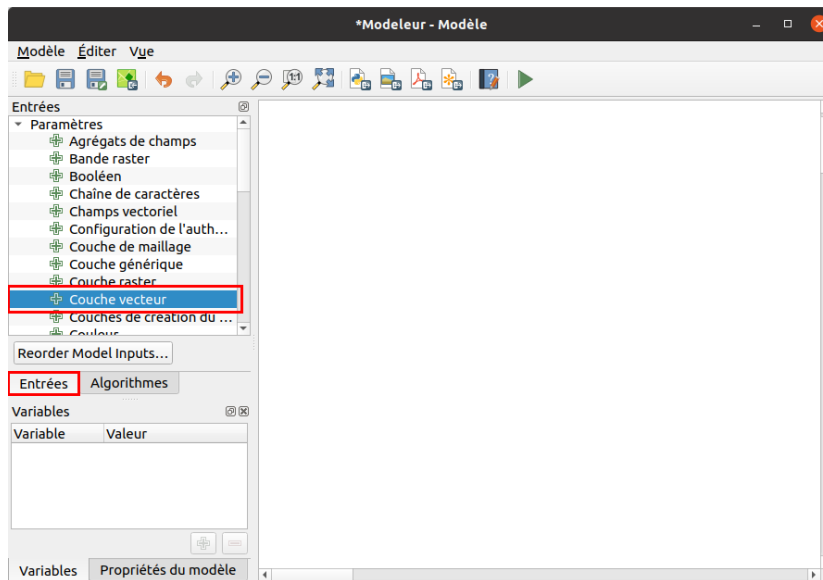 *Modeleur - Modèle
Modèle Éditer Vue
Entrées
Paramètres
Agrégats de champs
Bande raster
Booléen
Chaîne de caractères
Champs vectoriel
Configuration de l'auth...
Couche de maillage
Couche générique
Couche raster
Couche vecteur
Couches de création du ...
Couleur
Reorder Model Inputs...
Entrées Algorithmes
Variables
Variable Valeur
Variables Propriétés du modèle